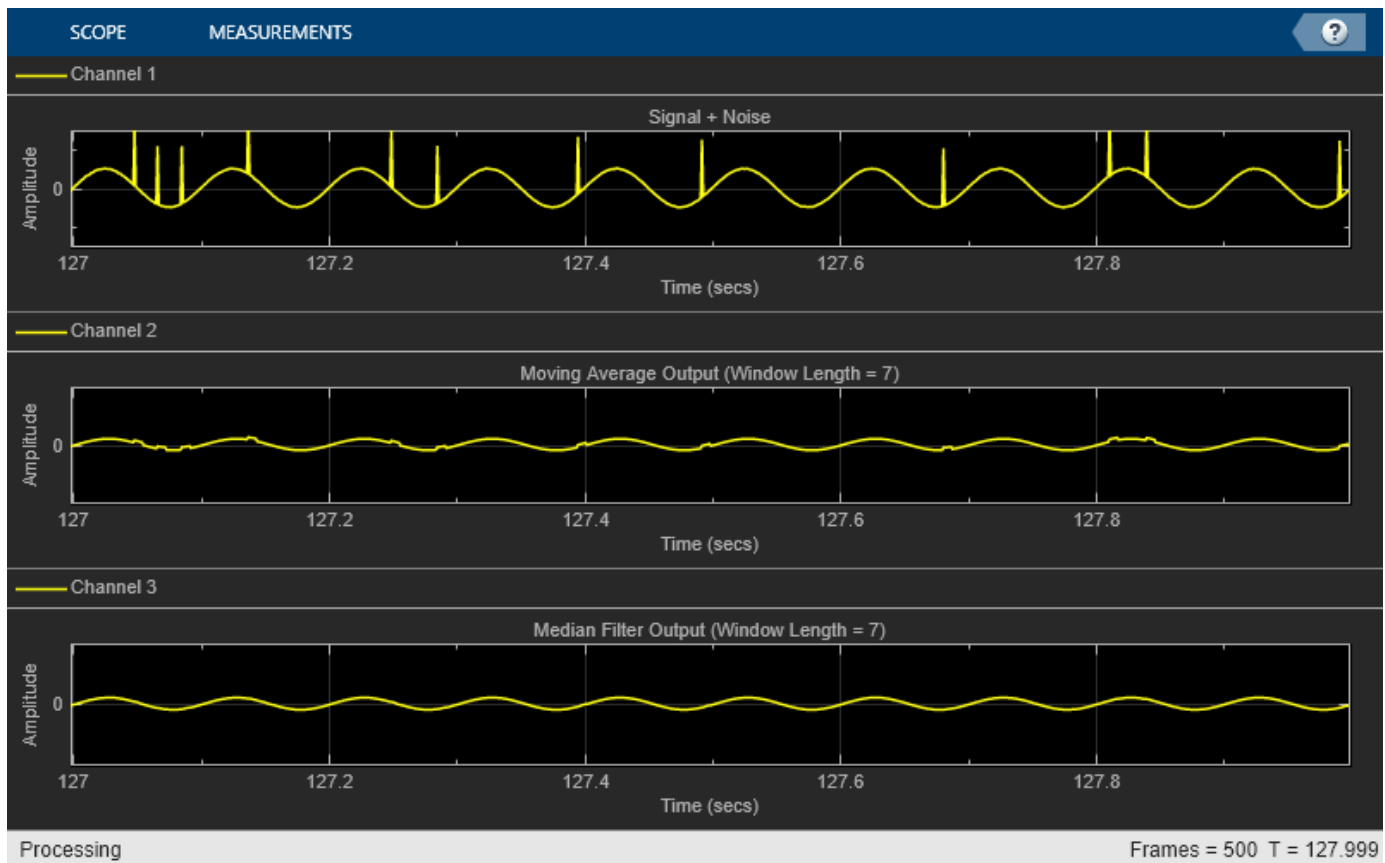 SCOPE MEASUREMENTS ?
Channel 1
Signal + Noise
Amplitude
0
127 127.2 127.4 127.6 127.8
Time (secs)
Channel 2
Moving Average Output (Window Length = 7)
Amplitude
0
127 127.2 127.4 127.6 127.8
Time (secs)
Channel 3
Median Filter Output (Window Length = 7)
Amplitude
0
127 127.2 127.4 127.6 127.8
Time (secs)
Processing Frames = 500 T = 127.999